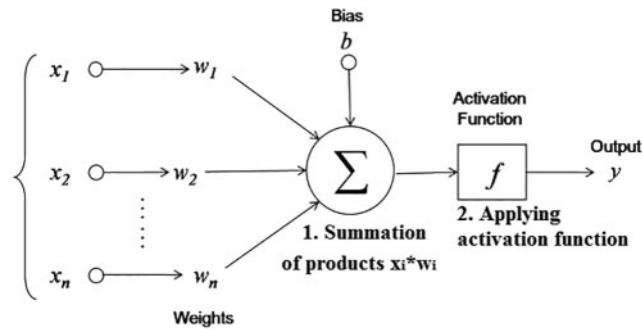 Bias
b
x1 w1
Activation
Function
Output
x2 w2 Σ f y
1. Summation
of products xi*wi
2. Applying
activation function
xn wn
Weights